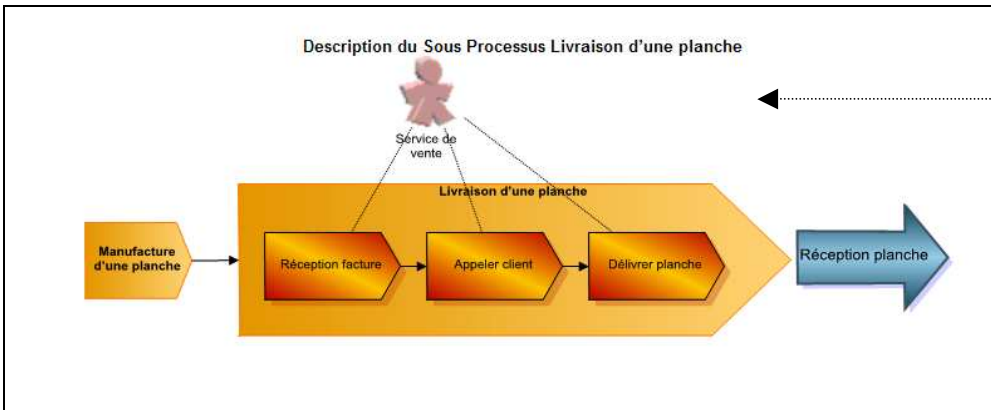 Description du Sous Processus Livraison d'une planche
Service de
vente
Livraison d'une planche
Manufacture
d'une planche
Réception facture
Appeler client
Délivrer planche
Réception planche